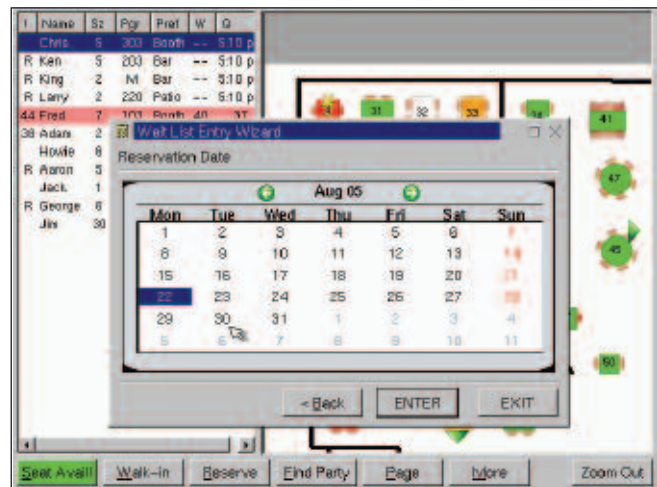 ! Name Sz Pgr Pref W Q
Chris 5 303 Booth -- 5:10 p
R Ken 5 203 Bar -- 5:10 p
R King 2 M Bar -- 5:10 p
R Larry 2 220 Patio -- 5:10 p
44 Fred 7 101 Booth 40 37
38 Adam 2
Howie 8
R Aaron 5
Jack 1
R George 6
Jim 30
31 32 33 34 41
47
45
50
Wait List Entry Wizard
Reservation Date
Aug 05
Mon Tue Wed Thu Fri Sat Sun
1 2 3 4 5 6 7
8 9 10 11 12 13 14
15 16 17 18 19 20 21
22 23 24 25 26 27 28
29 30 31 1 2 3 4
5 6 7 8 9 10 11
< Back ENTER EXIT
Seat Avail! Walk-in Reserve Find Party Page More Zoom Out